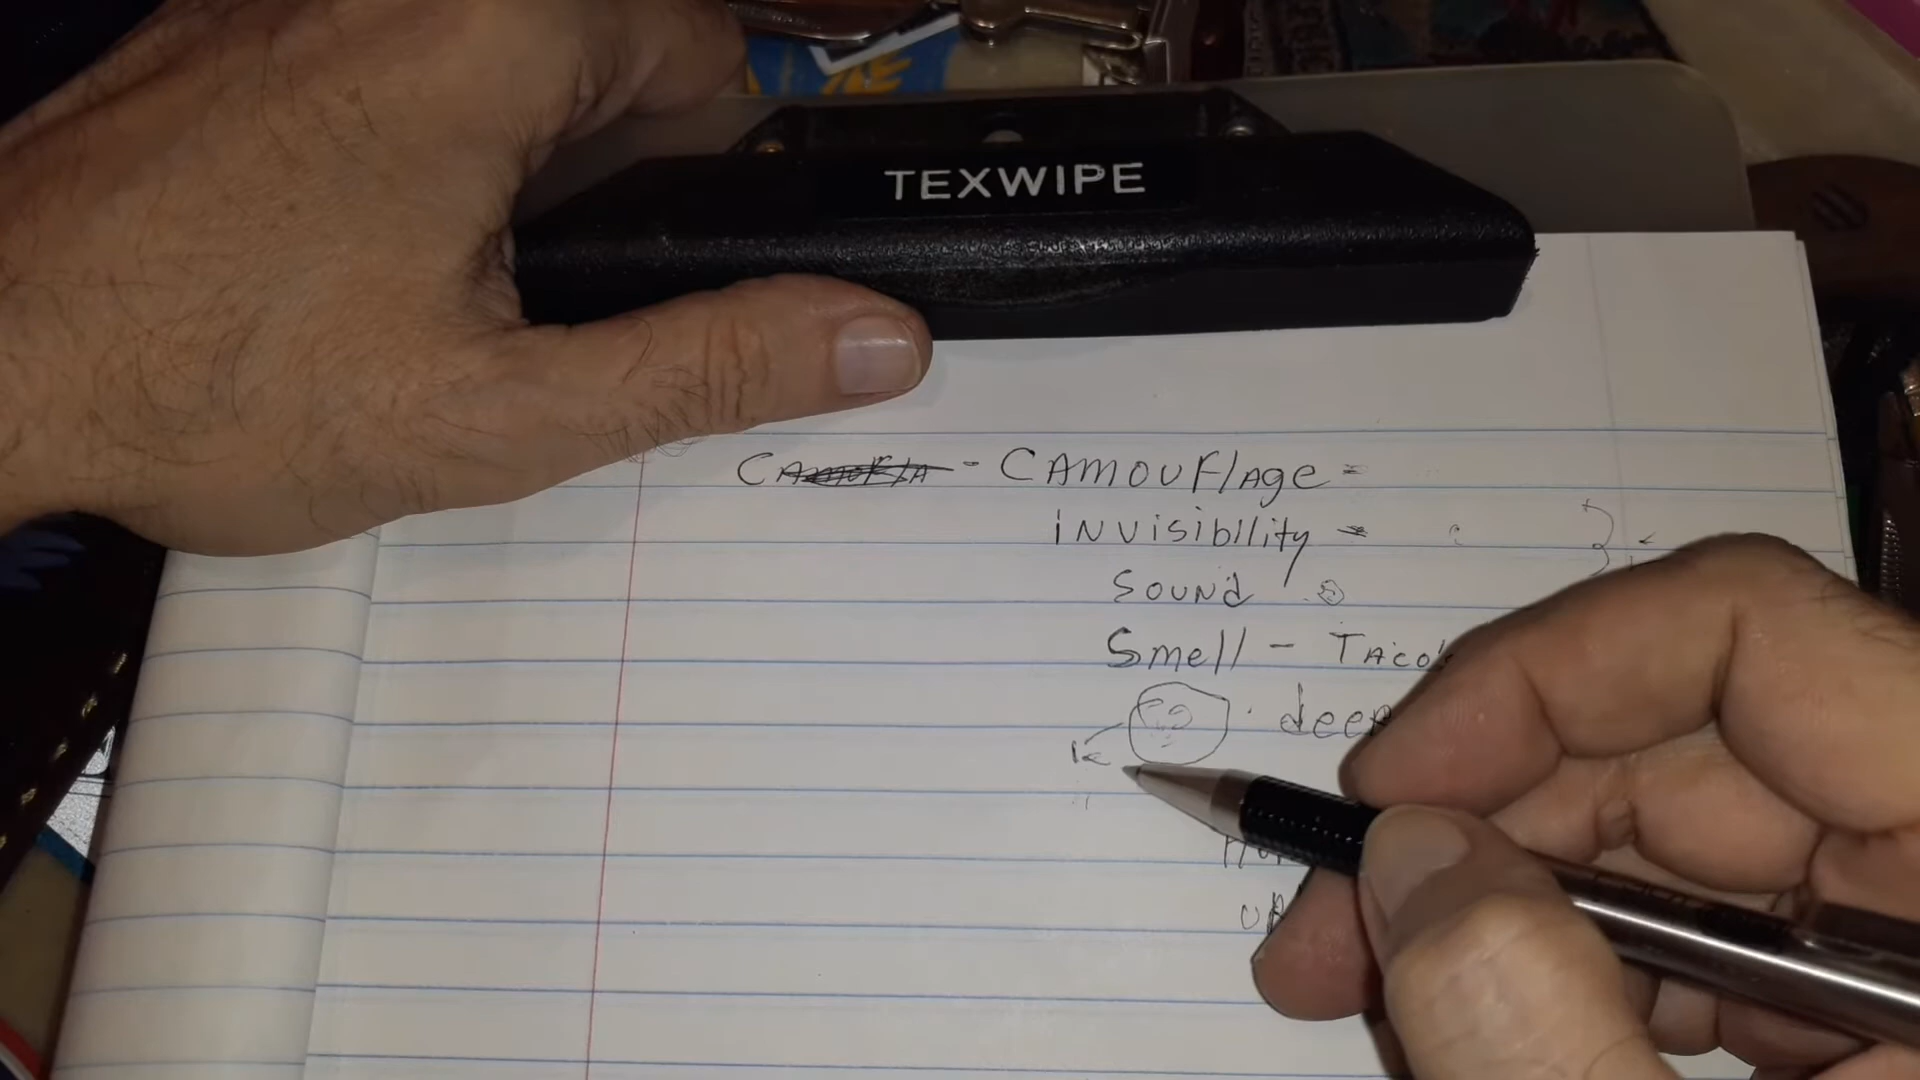 TEXWIPE
- CAMOUFlAge =
iNVisibility -
SouNd
Smell - TACO's
deer